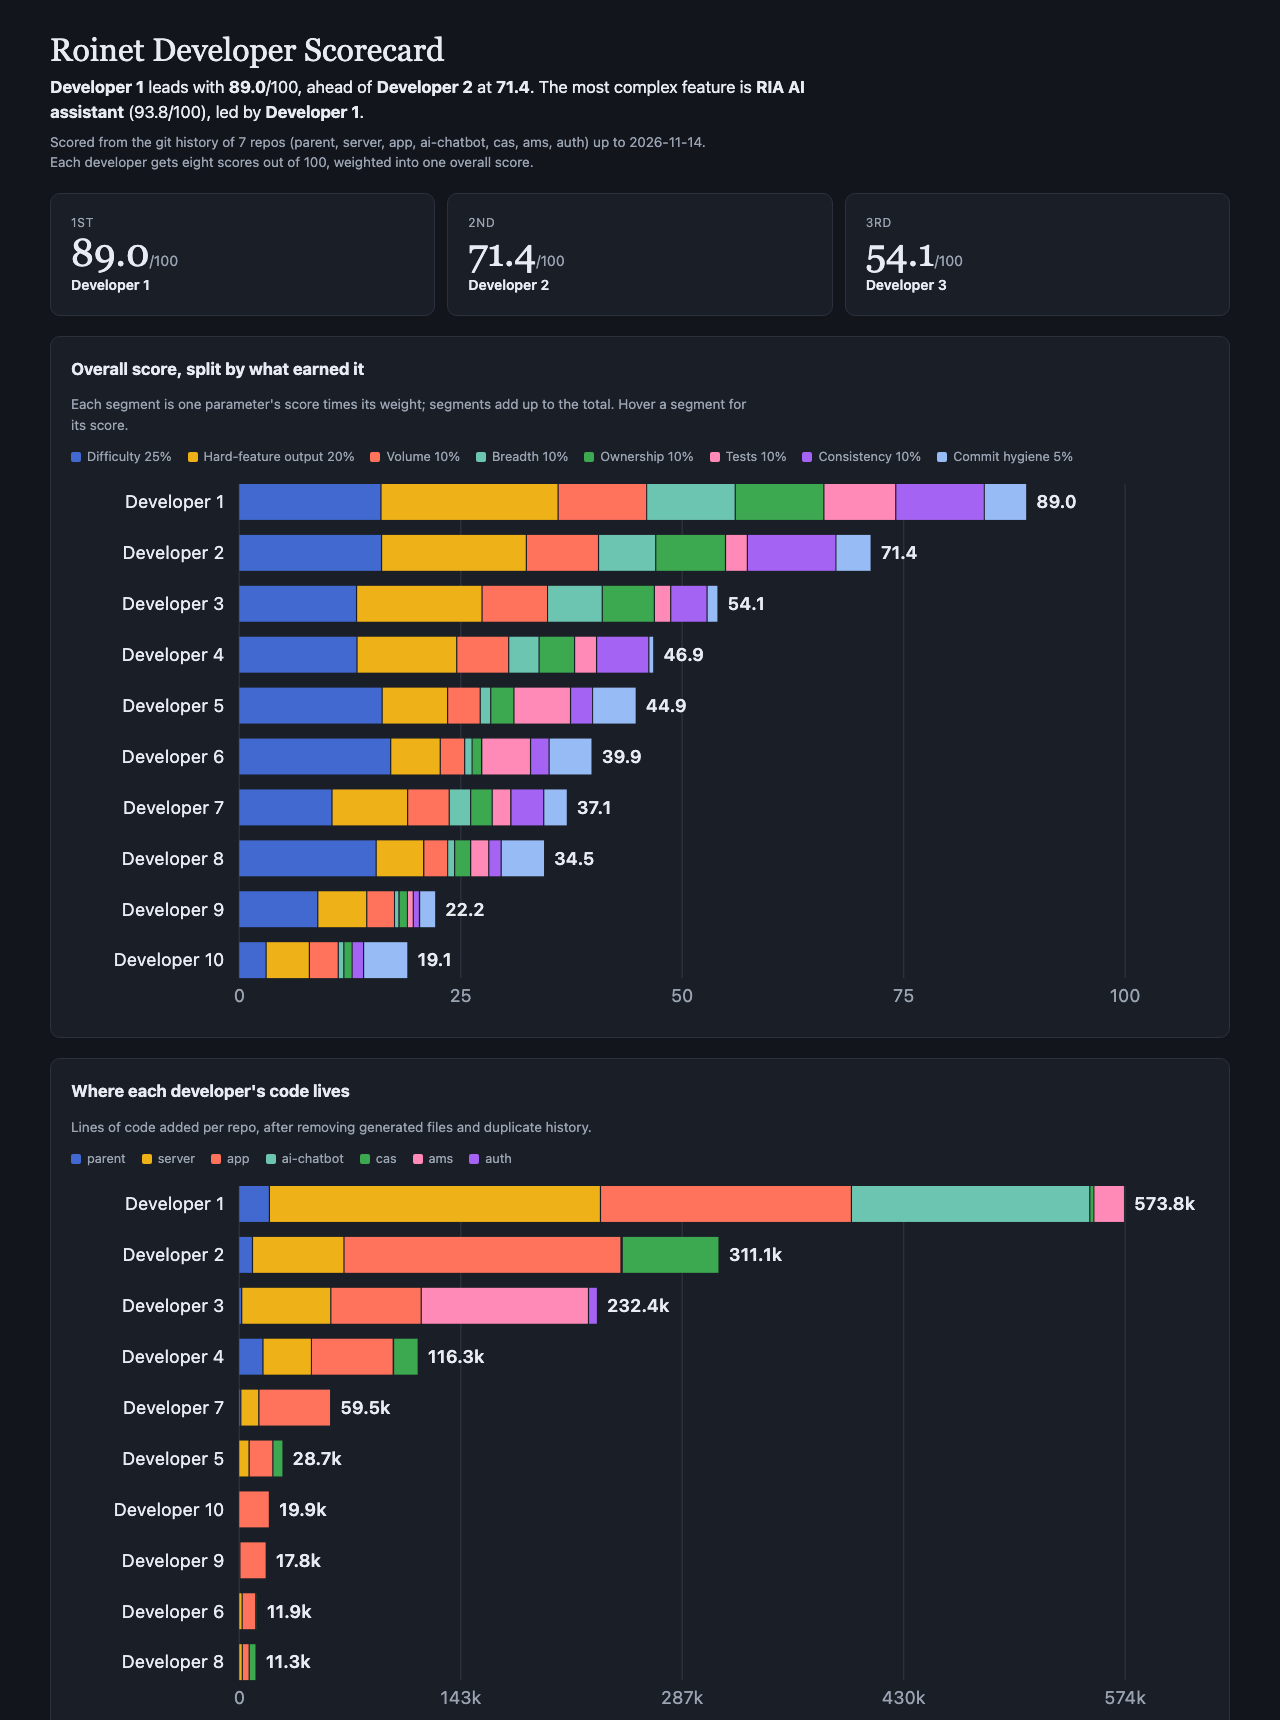 Roinet Developer Scorecard
Developer 1 leads with 89.0/100, ahead of Developer 2 at 71.4. The most complex feature is RIA AI
assistant (93.8/100), led by Developer 1.
Scored from the git history of 7 repos (parent, server, app, ai-chatbot, cas, ams, auth) up to 2026-11-14.
Each developer gets eight scores out of 100, weighted into one overall score.
1ST
89.0/100
Developer 1
2ND
71.4/100
Developer 2
3RD
54.1/100
Developer 3
Overall score, split by what earned it
Each segment is one parameter's score times its weight; segments add up to the total. Hover a segment for
its score.
Difficulty 25% Hard-feature output 20% Volume 10% Breadth 10% Ownership 10% Tests 10% Consistency 10% Commit hygiene 5%
Developer 1 89.0
Developer 2 71.4
Developer 3 54.1
Developer 4 46.9
Developer 5 44.9
Developer 6 39.9
Developer 7 37.1
Developer 8 34.5
Developer 9 22.2
Developer 10 19.1
0 25 50 75 100
Where each developer's code lives
Lines of code added per repo, after removing generated files and duplicate history.
parent server app ai-chatbot cas ams auth
Developer 1 573.8k
Developer 2 311.1k
Developer 3 232.4k
Developer 4 116.3k
Developer 7 59.5k
Developer 5 28.7k
Developer 10 19.9k
Developer 9 17.8k
Developer 6 11.9k
Developer 8 11.3k
0 143k 287k 430k 574k